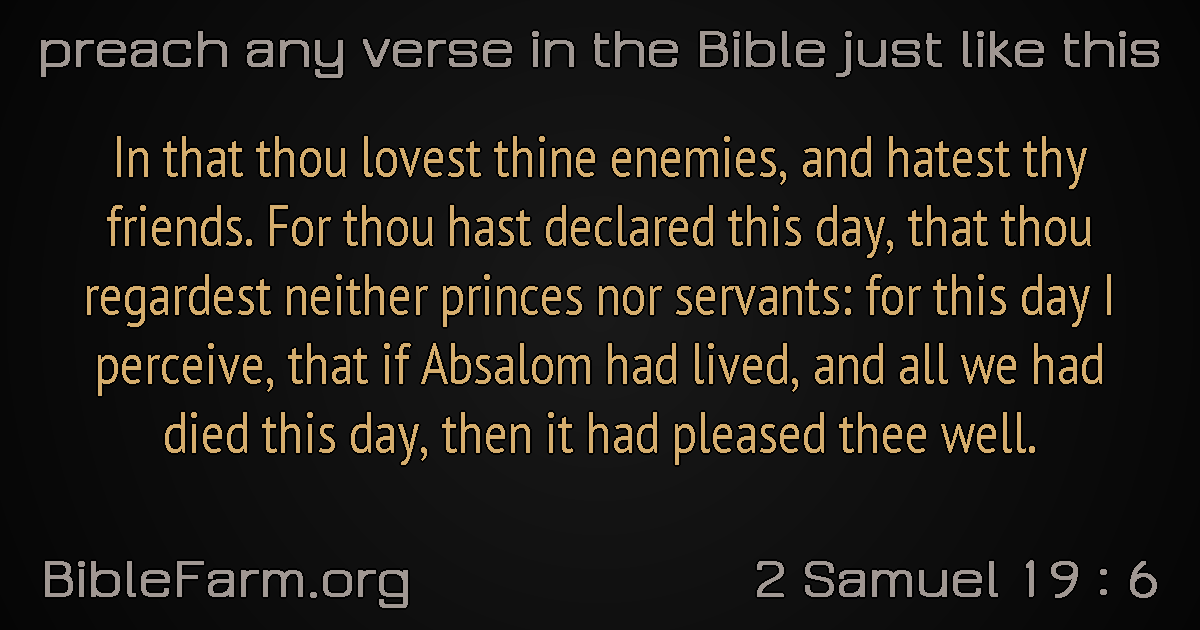 preach any verse in the Bible just like this
In that thou lovest thine enemies, and hatest thy
friends. For thou hast declared this day, that thou
regardest neither princes nor servants: for this day I
perceive, that if Absalom had lived, and all we had
died this day, then it had pleased thee well.
BibleFarm.org
2 Samuel 19 : 6